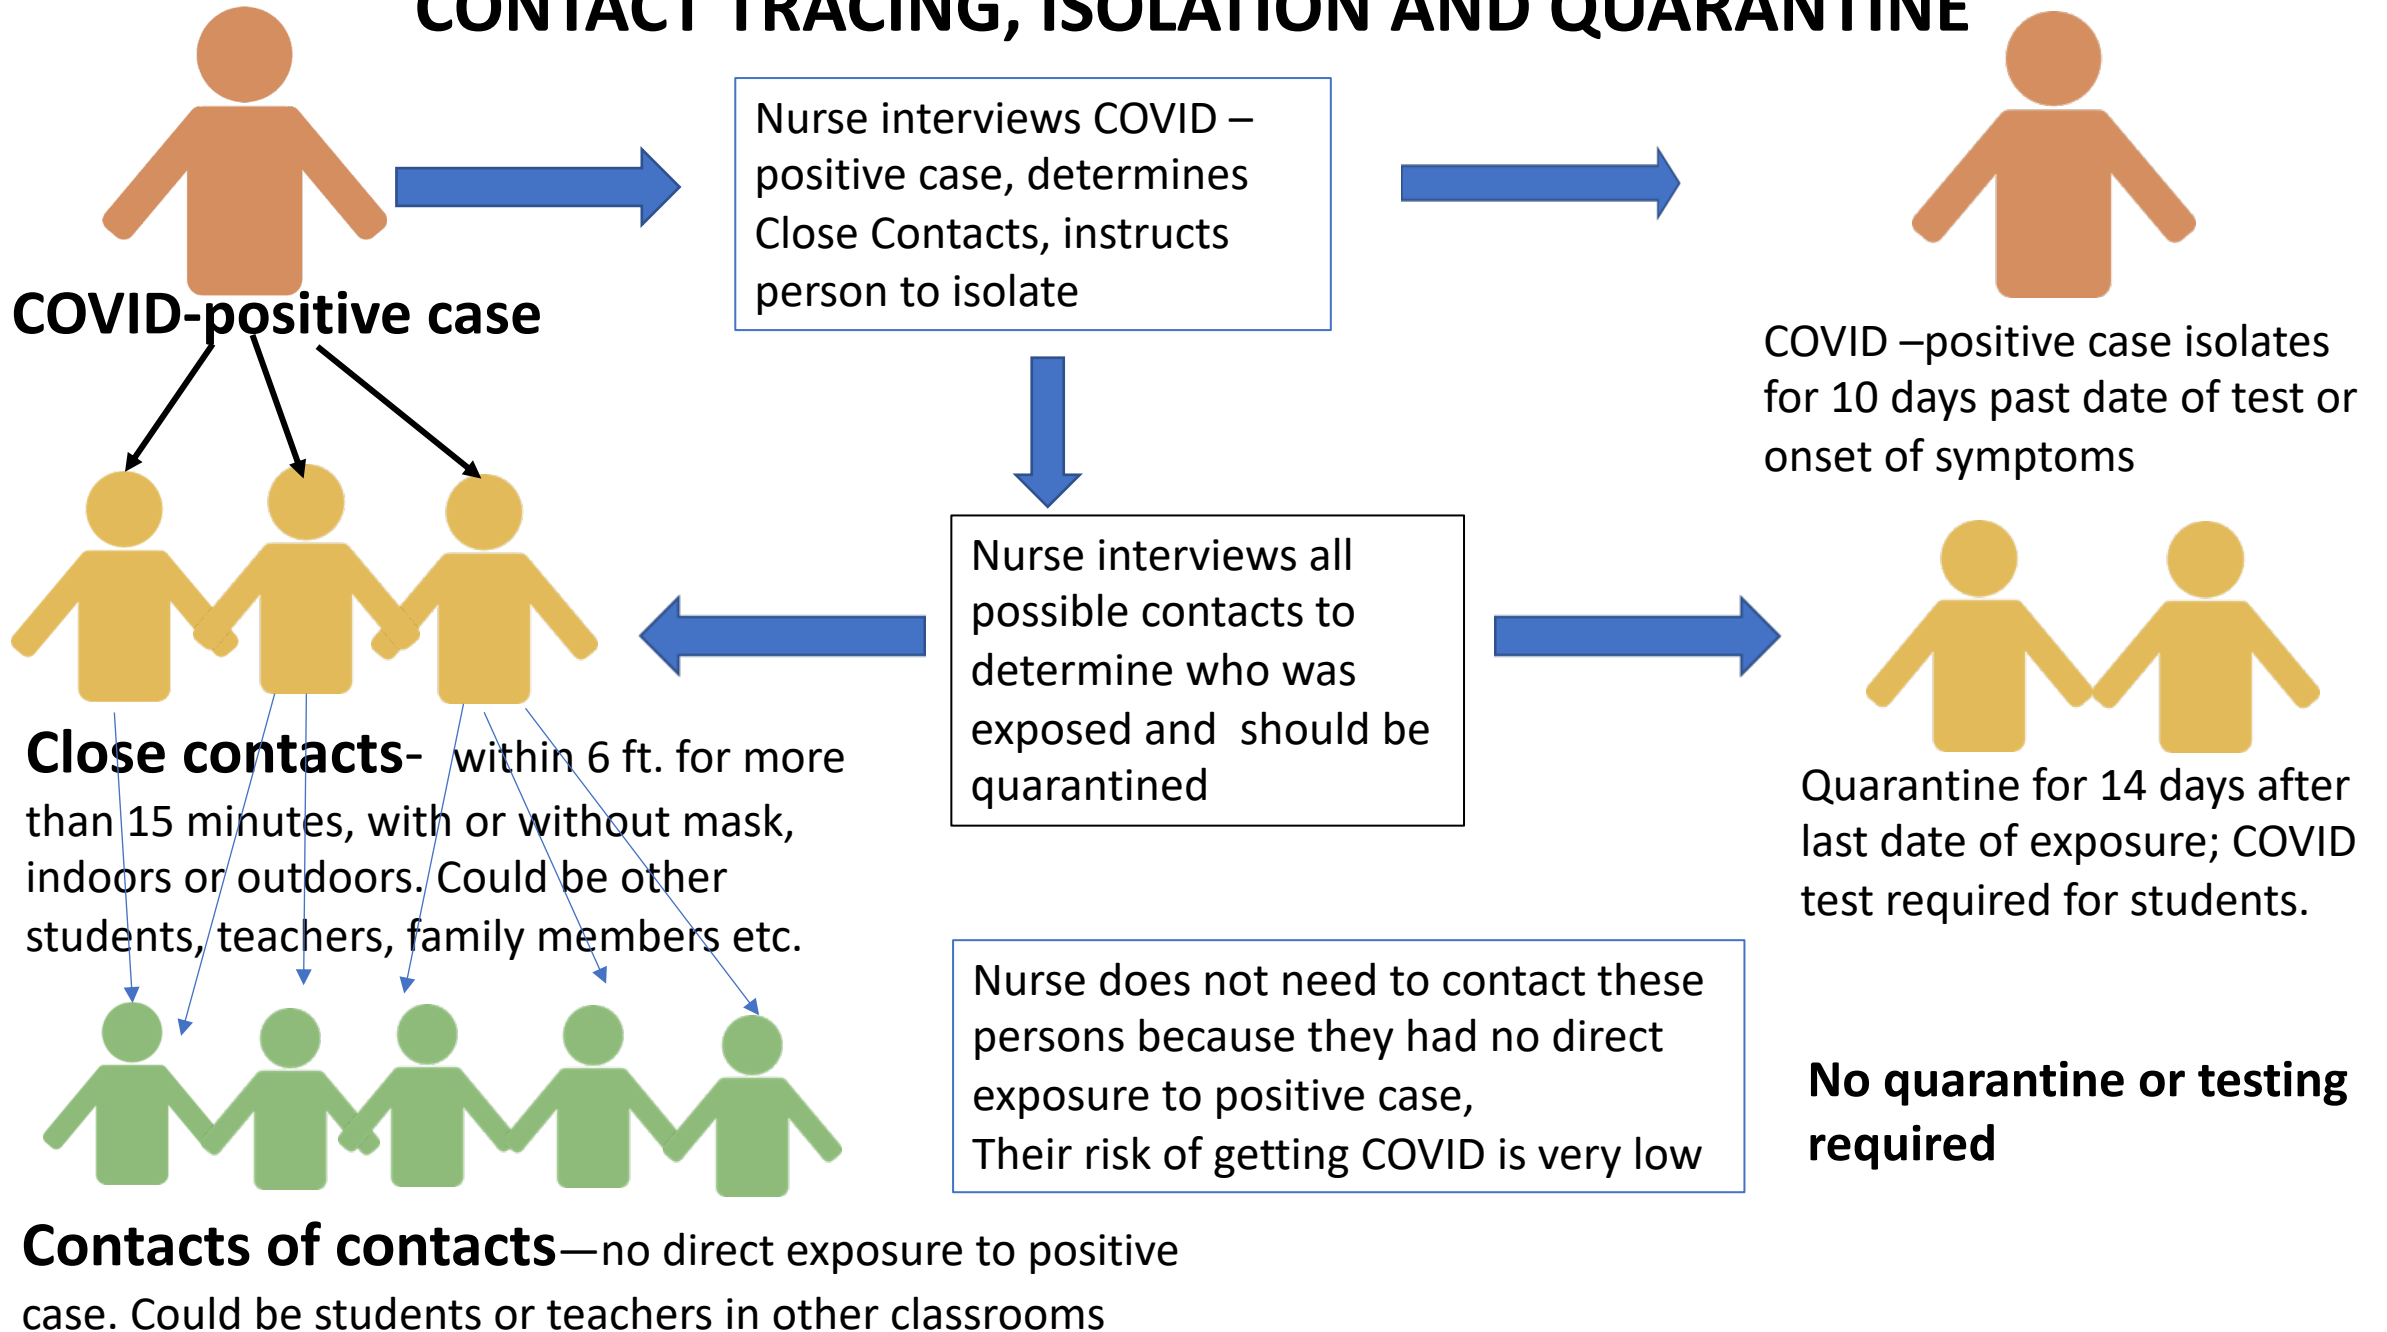 CONTACT TRACING, ISOLATION AND QUARANTINE
Nurse interviews COVID –
positive case, determines
Close Contacts, instructs
person to isolate
COVID-positive case
COVID –positive case isolates
for 10 days past date of test or
onset of symptoms
Nurse interviews all
possible contacts to
determine who was
exposed and  should be
quarantined
Close contacts-  within 6 ft. for more
than 15 minutes, with or without mask,
indoors or outdoors. Could be other
students, teachers, family members etc.
Quarantine for 14 days after
last date of exposure; COVID
test required for students.
Nurse does not need to contact these
persons because they had no direct
exposure to positive case,
Their risk of getting COVID is very low
No quarantine or testing
required
Contacts of contacts—no direct exposure to positive
case. Could be students or teachers in other classrooms